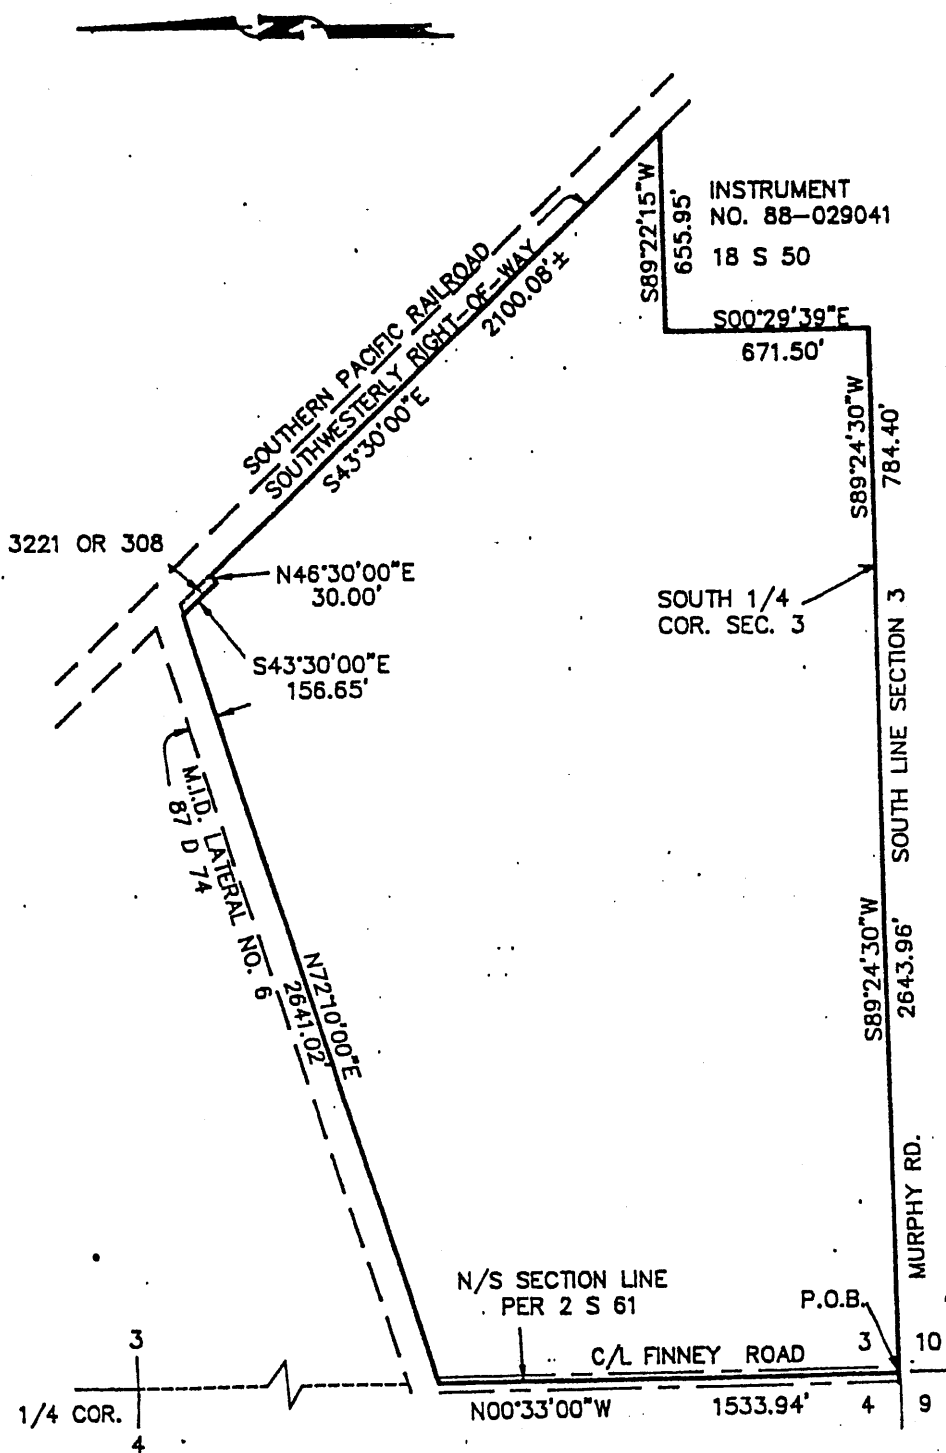 INSTRUMENT
NO. 88-029041
18 S 50
S89°22'15"W
655.95'
S00°29'39"E
671.50'
SOUTHERN PACIFIC RAILROAD
SOUTHWESTERLY RIGHT-OF-WAY
2100.08'±
S43°30'00"E
S89°24'30"W
784.40'
3221 OR 308
N46°30'00"E
30.00'
SOUTH 1/4
COR. SEC. 3
S43°30'00"E
156.65'
SOUTH LINE SECTION 3
M.I.D. LATERAL NO. 6
87 D 74
N72°10'00"E
2641.02'
S89°24'30"W
2643.96'
MURPHY RD.
N/S SECTION LINE
PER 2 S 61
P.O.B.
3
C/L FINNEY ROAD
3
10
1/4 COR.
4
N00°33'00"W
1533.94'
4
9